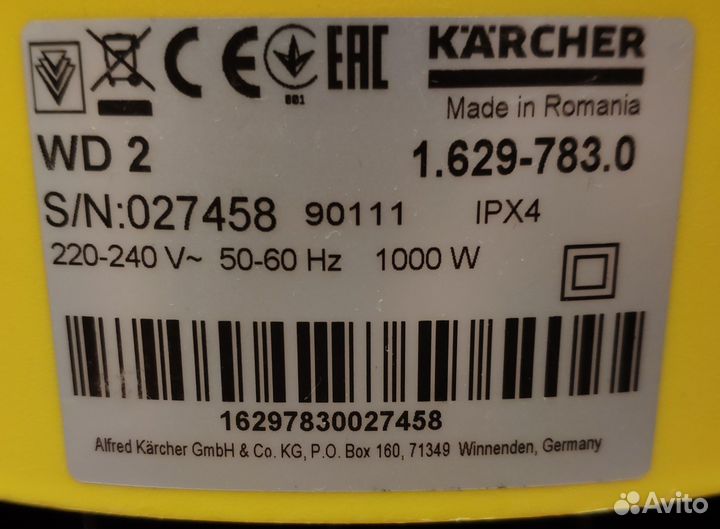 CE EAC KÄRCHER
001
Made in Romania
WD 2 1.629-783.0
S/N:027458 90111 IPX4
220-240 V~ 50-60 Hz 1000 W
16297830027458
Alfred Kärcher GmbH & Co. KG, P.O. Box 160, 71349 Winnenden, Germany
Avito